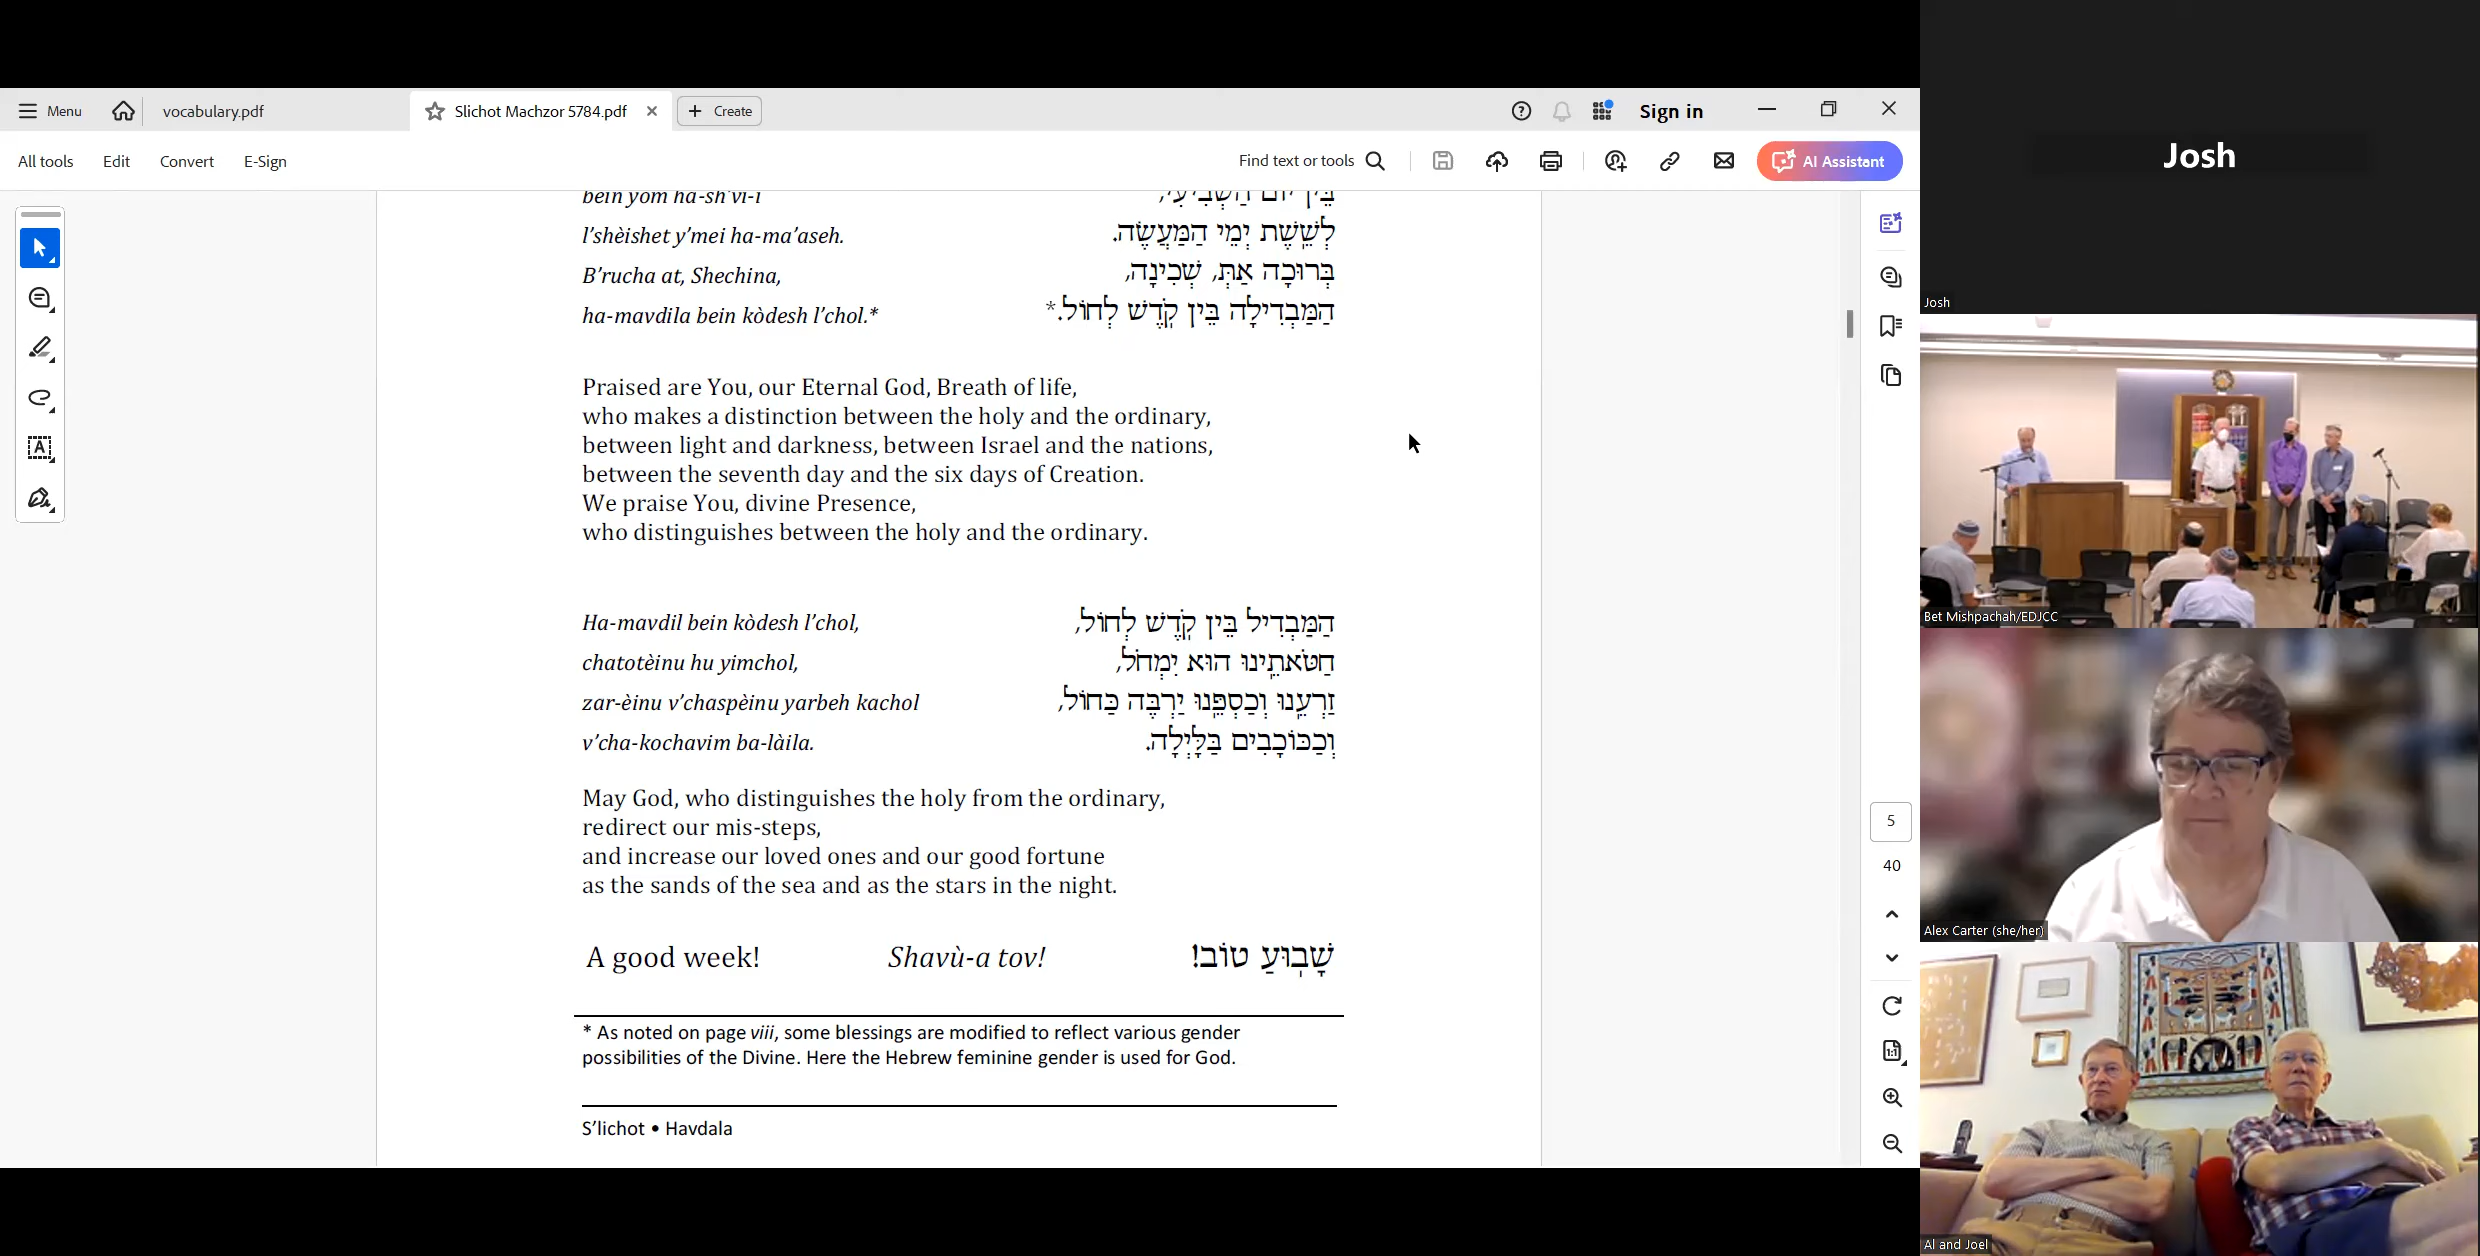 Menu
vocabulary.pdf
Slichot Machzor 5784.pdf
Create
Sign in
All tools
Edit
Convert
E-Sign
Find text or tools
AI Assistant
bein yom ha-sh’vi-i
בֵּין יוֹם הַשְּׁבִיעִי,
l’shèishet y’mei ha-ma’aseh.
לְשֵׁשֶׁת יְמֵי הַמַּעֲשֶׂה.
B’rucha at, Shechina,
בְּרוּכָה אַתְּ, שְׁכִינָה,
ha-mavdila bein kòdesh l’chol.*
הַמַּבְדִּילָה בֵּין קֹדֶשׁ לְחוֹל.*
Praised are You, our Eternal God, Breath of life,
who makes a distinction between the holy and the ordinary,
between light and darkness, between Israel and the nations,
between the seventh day and the six days of Creation.
We praise You, divine Presence,
who distinguishes between the holy and the ordinary.
Ha-mavdil bein kòdesh l’chol,
הַמַּבְדִיל בֵּין קֹדֶשׁ לְחוֹל,
chatotèinu hu yimchol,
חַטֹּאתֵינוּ הוּא יִמְחֹל,
zar-èinu v’chaspèinu yarbeh kachol
זַרְעֵנוּ וְכַסְפֵּנוּ יַרְבֶּה כַּחוֹל,
v’cha-kochavim ba-làila.
וְכַכּוֹכָבִים בַּלָּיְלָה.
May God, who distinguishes the holy from the ordinary,
redirect our mis-steps,
and increase our loved ones and our good fortune
as the sands of the sea and as the stars in the night.
A good week!
Shavù-a tov!
שָׁבוּעַ טוֹב!
* As noted on page viii, some blessings are modified to reflect various gender
possibilities of the Divine. Here the Hebrew feminine gender is used for God.
S’lichot • Havdala
5
40
Josh
Josh
Bet Mishpachah/EDJCC
Alex Carter (she/her)
Al and Joel